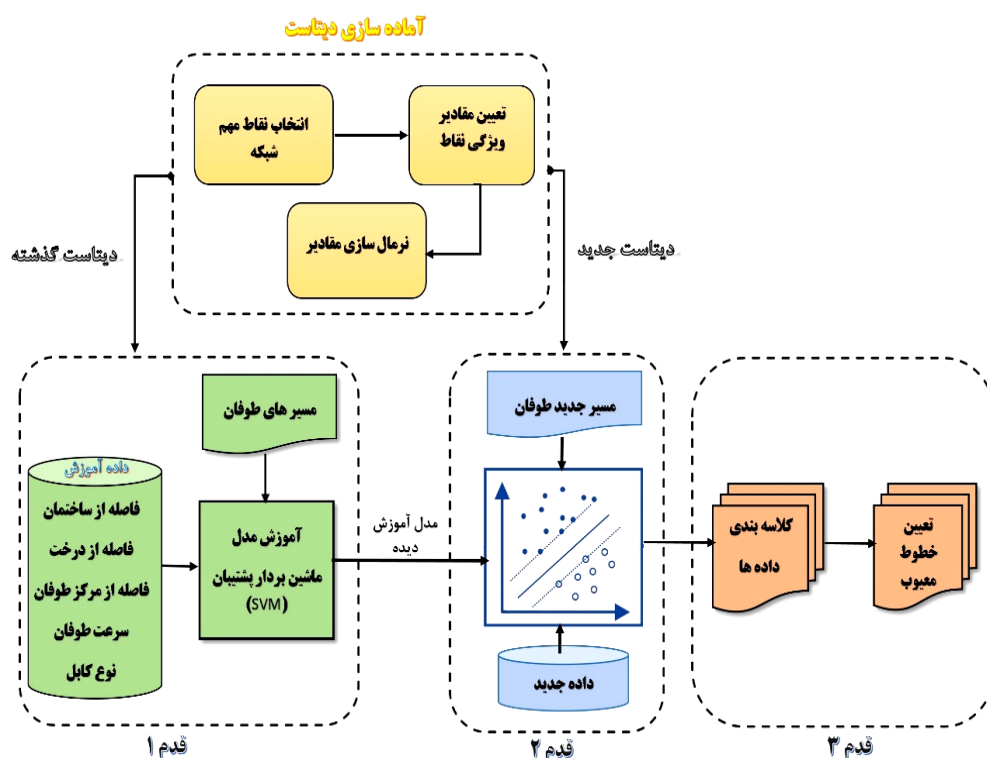 آماده سازی دیتاست
انتخاب نقاط مهم
شبکه
تعیین مقادیر
ویژگی نقاط
نرمال سازی مقادیر
دیتاست گذشته
دیتاست جدید
مسیر های طوفان
داده آموزش
فاصله از ساختمان
فاصله از درخت
فاصله از مرکز طوفان
سرعت طوفان
نوع کابل
آموزش مدل
ماشین بردار پشتیبان
(SVM)
مدل آموزش
دیده
مسیر جدید طوفان
داده جدید
کلاسه بندی
داده ها
تعیین
خطوط
معیوب
قدم 1
قدم 2
قدم 3